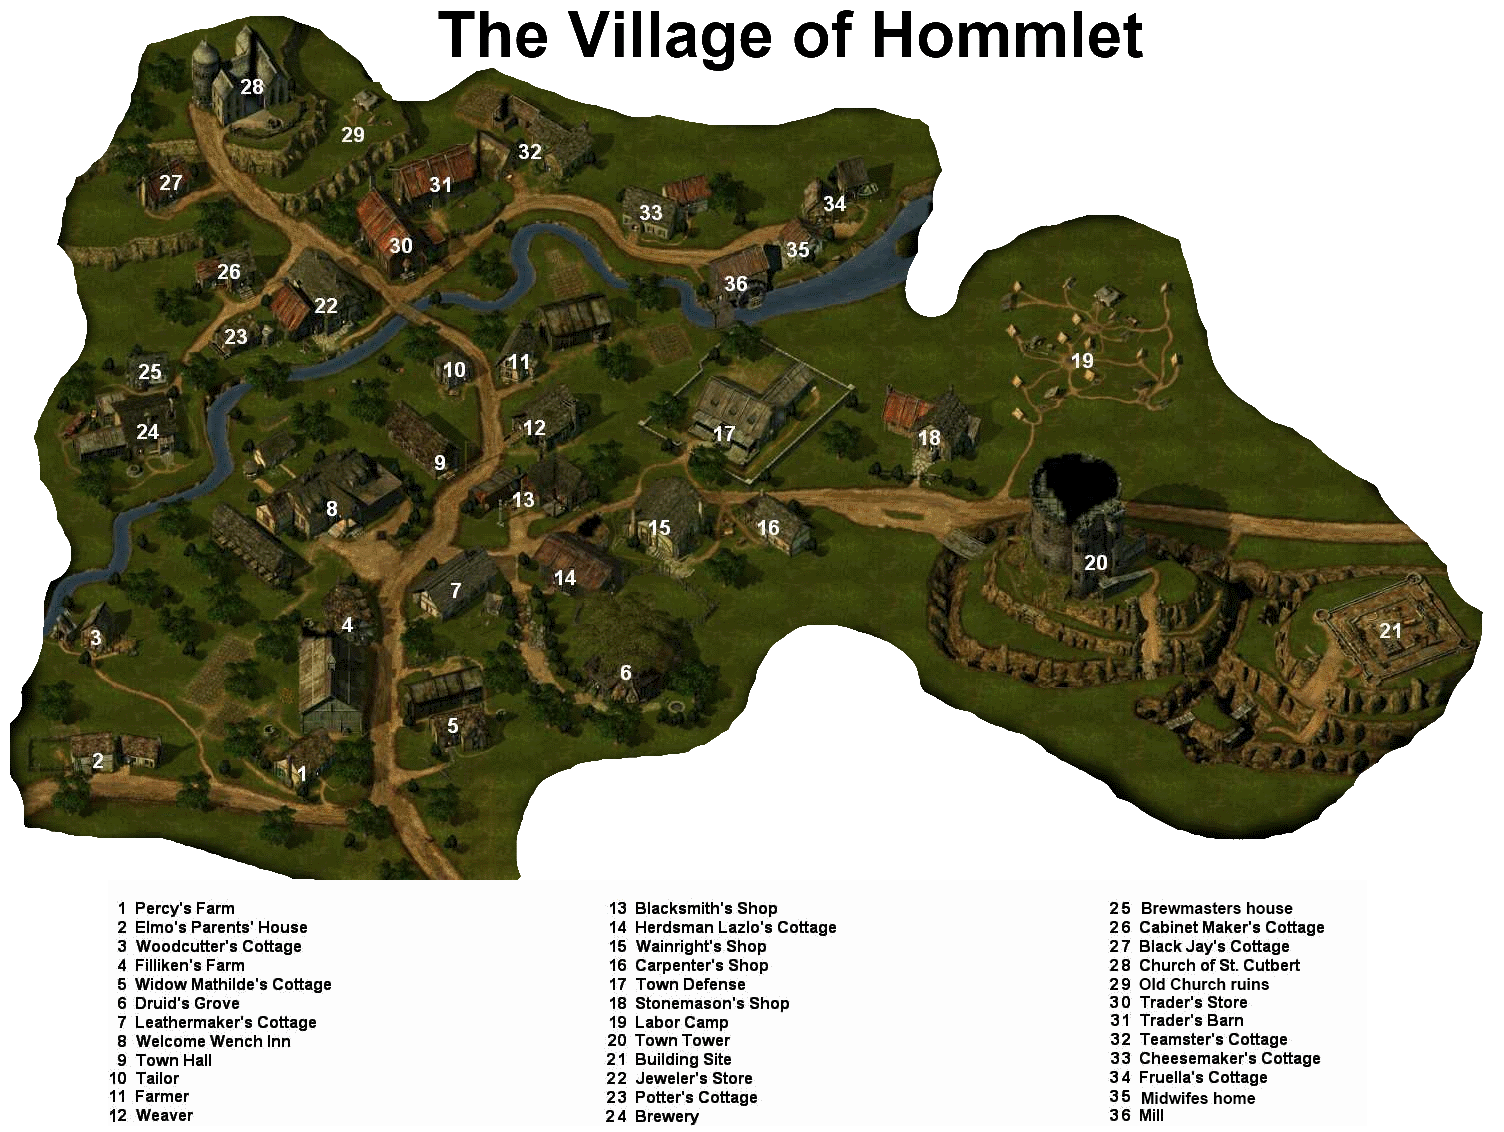 The Village of Hommlet
28
29
27
32
31
33
34
30
35
26
36
22
23
19
11
25
10
12
17
18
24
9
13
8
15
16
20
14
7
4
21
3
6
5
2
1
1 Percy's Farm
2 Elmo's Parents' House
3 Woodcutter's Cottage
4 Filliken's Farm
5 Widow Mathilde's Cottage
6 Druid's Grove
7 Leathermaker's Cottage
8 Welcome Wench Inn
9 Town Hall
10 Tailor
11 Farmer
12 Weaver
13 Blacksmith's Shop
14 Herdsman Lazlo's Cottage
15 Wainright's Shop
16 Carpenter's Shop
17 Town Defense
18 Stonemason's Shop
19 Labor Camp
20 Town Tower
21 Building Site
22 Jeweler's Store
23 Potter's Cottage
24 Brewery
25 Brewmasters house
26 Cabinet Maker's Cottage
27 Black Jay's Cottage
28 Church of St. Cutbert
29 Old Church ruins
30 Trader's Store
31 Trader's Barn
32 Teamster's Cottage
33 Cheesemaker's Cottage
34 Fruella's Cottage
35 Midwifes home
36 Mill